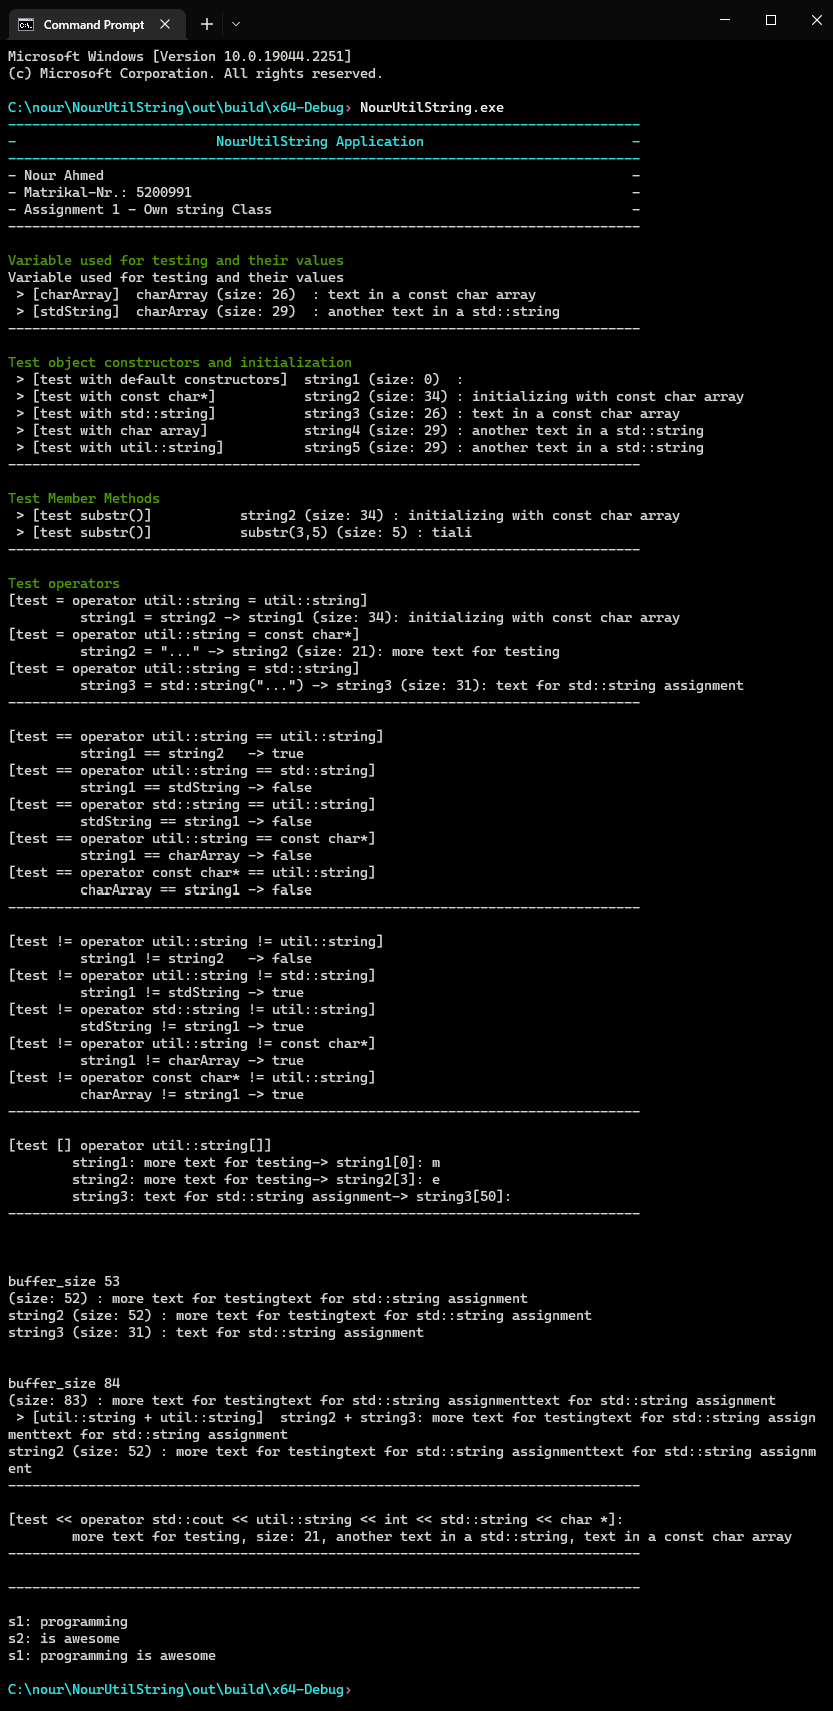 Command Prompt
Microsoft Windows [Version 10.0.19044.2251]
(c) Microsoft Corporation. All rights reserved.
C:\nour\NourUtilString\out\build\x64-Debug> NourUtilString.exe
-------------------------------------------------------------------------------
-                         NourUtilString Application                          -
-------------------------------------------------------------------------------
- Nour Ahmed                                                                  -
- Matrikal-Nr.: 5200991                                                       -
- Assignment 1 - Own string Class                                             -
-------------------------------------------------------------------------------
Variable used for testing and their values
Variable used for testing and their values
 > [charArray]  charArray (size: 26)  : text in a const char array
 > [stdString]  charArray (size: 29)  : another text in a std::string
-------------------------------------------------------------------------------
Test object constructors and initialization
 > [test with default constructors]  string1 (size: 0)  :
 > [test with const char*]           string2 (size: 34) : initializing with const char array
 > [test with std::string]           string3 (size: 26) : text in a const char array
 > [test with char array]            string4 (size: 29) : another text in a std::string
 > [test with util::string]          string5 (size: 29) : another text in a std::string
-------------------------------------------------------------------------------
Test Member Methods
 > [test substr()]           string2 (size: 34) : initializing with const char array
 > [test substr()]           substr(3,5) (size: 5) : tiali
-------------------------------------------------------------------------------
Test operators
[test = operator util::string = util::string]
         string1 = string2 -> string1 (size: 34): initializing with const char array
[test = operator util::string = const char*]
         string2 = "..." -> string2 (size: 21): more text for testing
[test = operator util::string = std::string]
         string3 = std::string("...") -> string3 (size: 31): text for std::string assignment
-------------------------------------------------------------------------------
[test == operator util::string == util::string]
         string1 == string2   -> true
[test == operator util::string == std::string]
         string1 == stdString -> false
[test == operator std::string == util::string]
         stdString == string1 -> false
[test == operator util::string == const char*]
         string1 == charArray -> false
[test == operator const char* == util::string]
         charArray == string1 -> false
-------------------------------------------------------------------------------
[test != operator util::string != util::string]
         string1 != string2   -> false
[test != operator util::string != std::string]
         string1 != stdString -> true
[test != operator std::string != util::string]
         stdString != string1 -> true
[test != operator util::string != const char*]
         string1 != charArray -> true
[test != operator const char* != util::string]
         charArray != string1 -> true
-------------------------------------------------------------------------------
[test [] operator util::string[]]
        string1: more text for testing-> string1[0]: m
        string2: more text for testing-> string2[3]: e
        string3: text for std::string assignment-> string3[50]:
-------------------------------------------------------------------------------
buffer_size 53
(size: 52) : more text for testingtext for std::string assignment
string2 (size: 52) : more text for testingtext for std::string assignment
string3 (size: 31) : text for std::string assignment
buffer_size 84
(size: 83) : more text for testingtext for std::string assignmenttext for std::string assignment
 > [util::string + util::string]  string2 + string3: more text for testingtext for std::string assign
menttext for std::string assignment
string2 (size: 52) : more text for testingtext for std::string assignmenttext for std::string assignm
ent
-------------------------------------------------------------------------------
[test << operator std::cout << util::string << int << std::string << char *]:
        more text for testing, size: 21, another text in a std::string, text in a const char array
-------------------------------------------------------------------------------
-------------------------------------------------------------------------------
s1: programming
s2: is awesome
s1: programming is awesome
C:\nour\NourUtilString\out\build\x64-Debug>